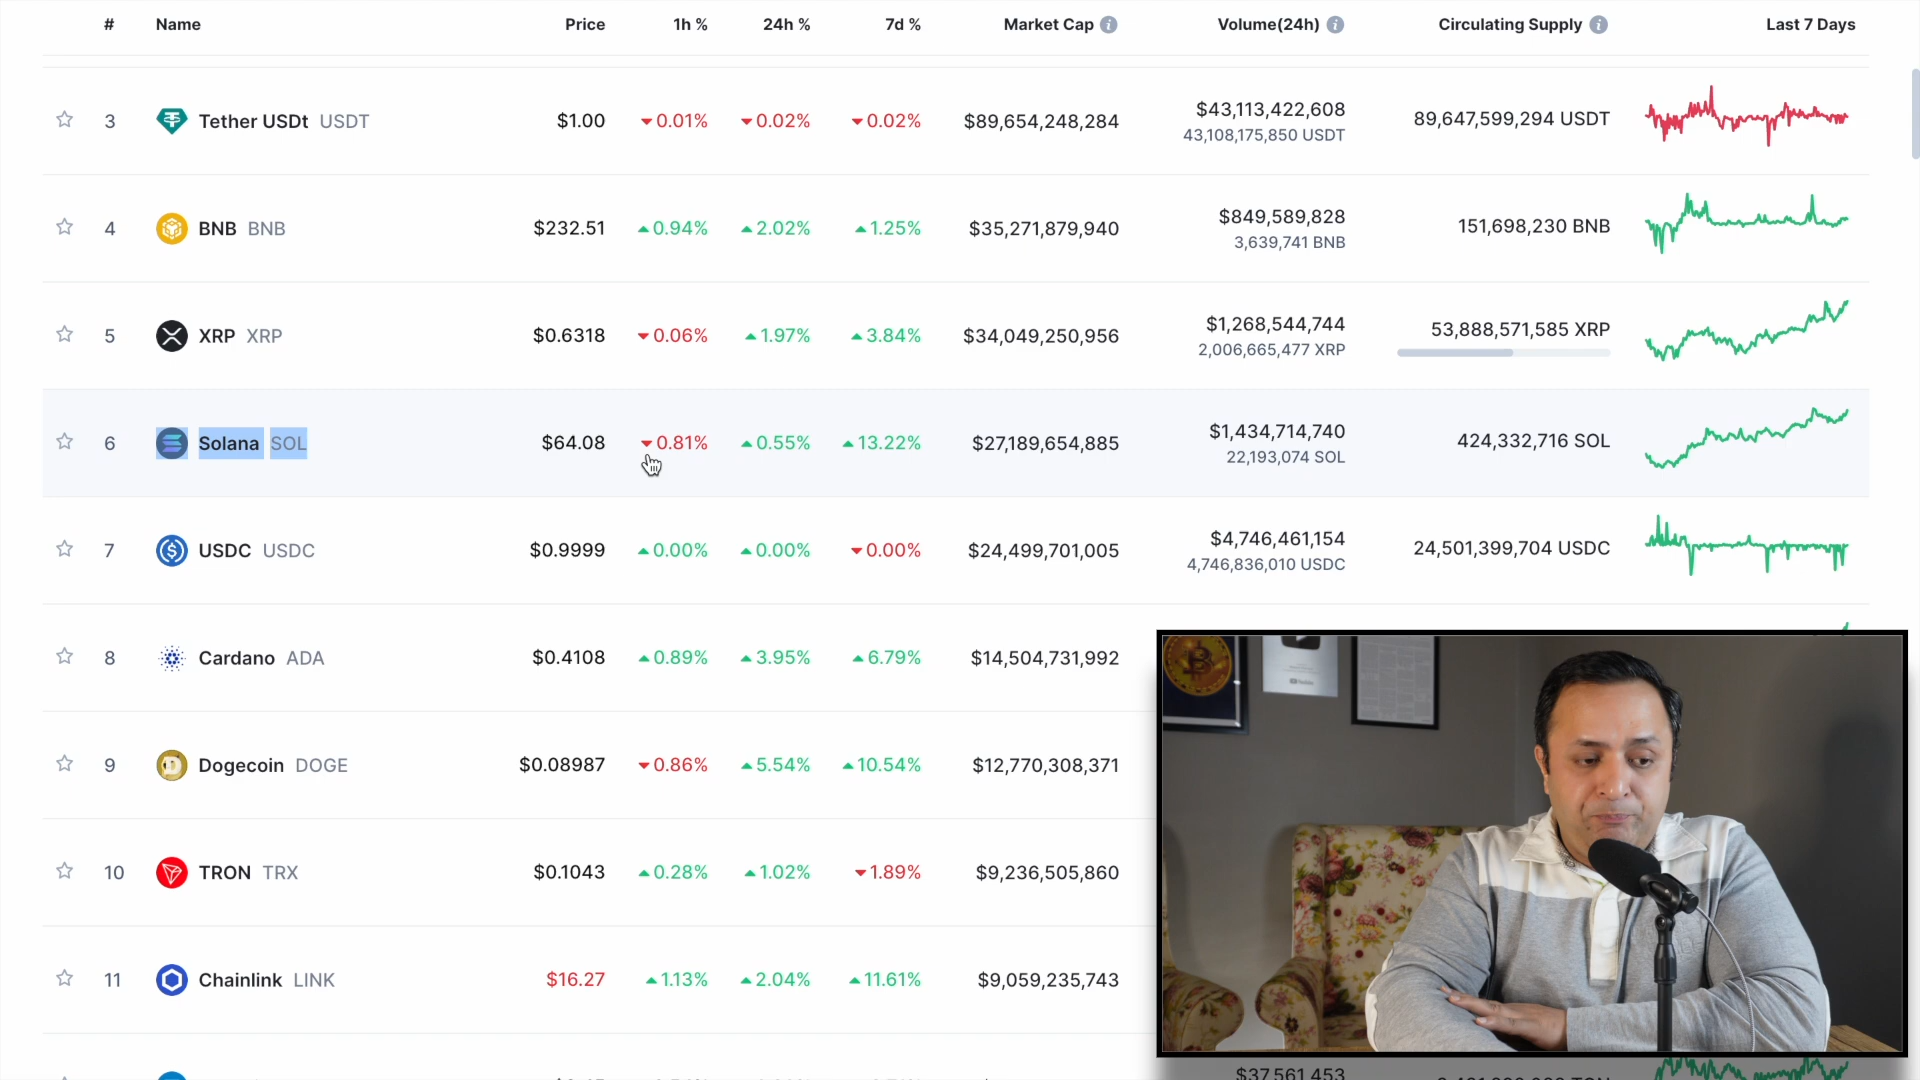 # Name Price 1h % 24h % 7d % Market Cap Volume(24h) Circulating Supply Last 7 Days
3 Tether USDt USDT $1.00 0.01% 0.02% 0.02% $89,654,248,284 $43,113,422,608 89,647,599,294 USDT
43,108,175,850 USDT
4 BNB BNB $232.51 0.94% 2.02% 1.25% $35,271,879,940 $849,589,828 151,698,230 BNB
3,639,741 BNB
5 XRP XRP $0.6318 0.06% 1.97% 3.84% $34,049,250,956 $1,268,544,744 53,888,571,585 XRP
2,006,665,477 XRP
6 Solana SOL $64.08 0.81% 0.55% 13.22% $27,189,654,885 $1,434,714,740 424,332,716 SOL
22,193,074 SOL
7 USDC USDC $0.9999 0.00% 0.00% 0.00% $24,499,701,005 $4,746,461,154 24,501,399,704 USDC
4,746,836,010 USDC
8 Cardano ADA $0.4108 0.89% 3.95% 6.79% $14,504,731,992
9 Dogecoin DOGE $0.08987 0.86% 5.54% 10.54% $12,770,308,371
10 TRON TRX $0.1043 0.28% 1.02% 1.89% $9,236,505,860
11 Chainlink LINK $16.27 1.13% 2.04% 11.61% $9,059,235,743
$37,561,453